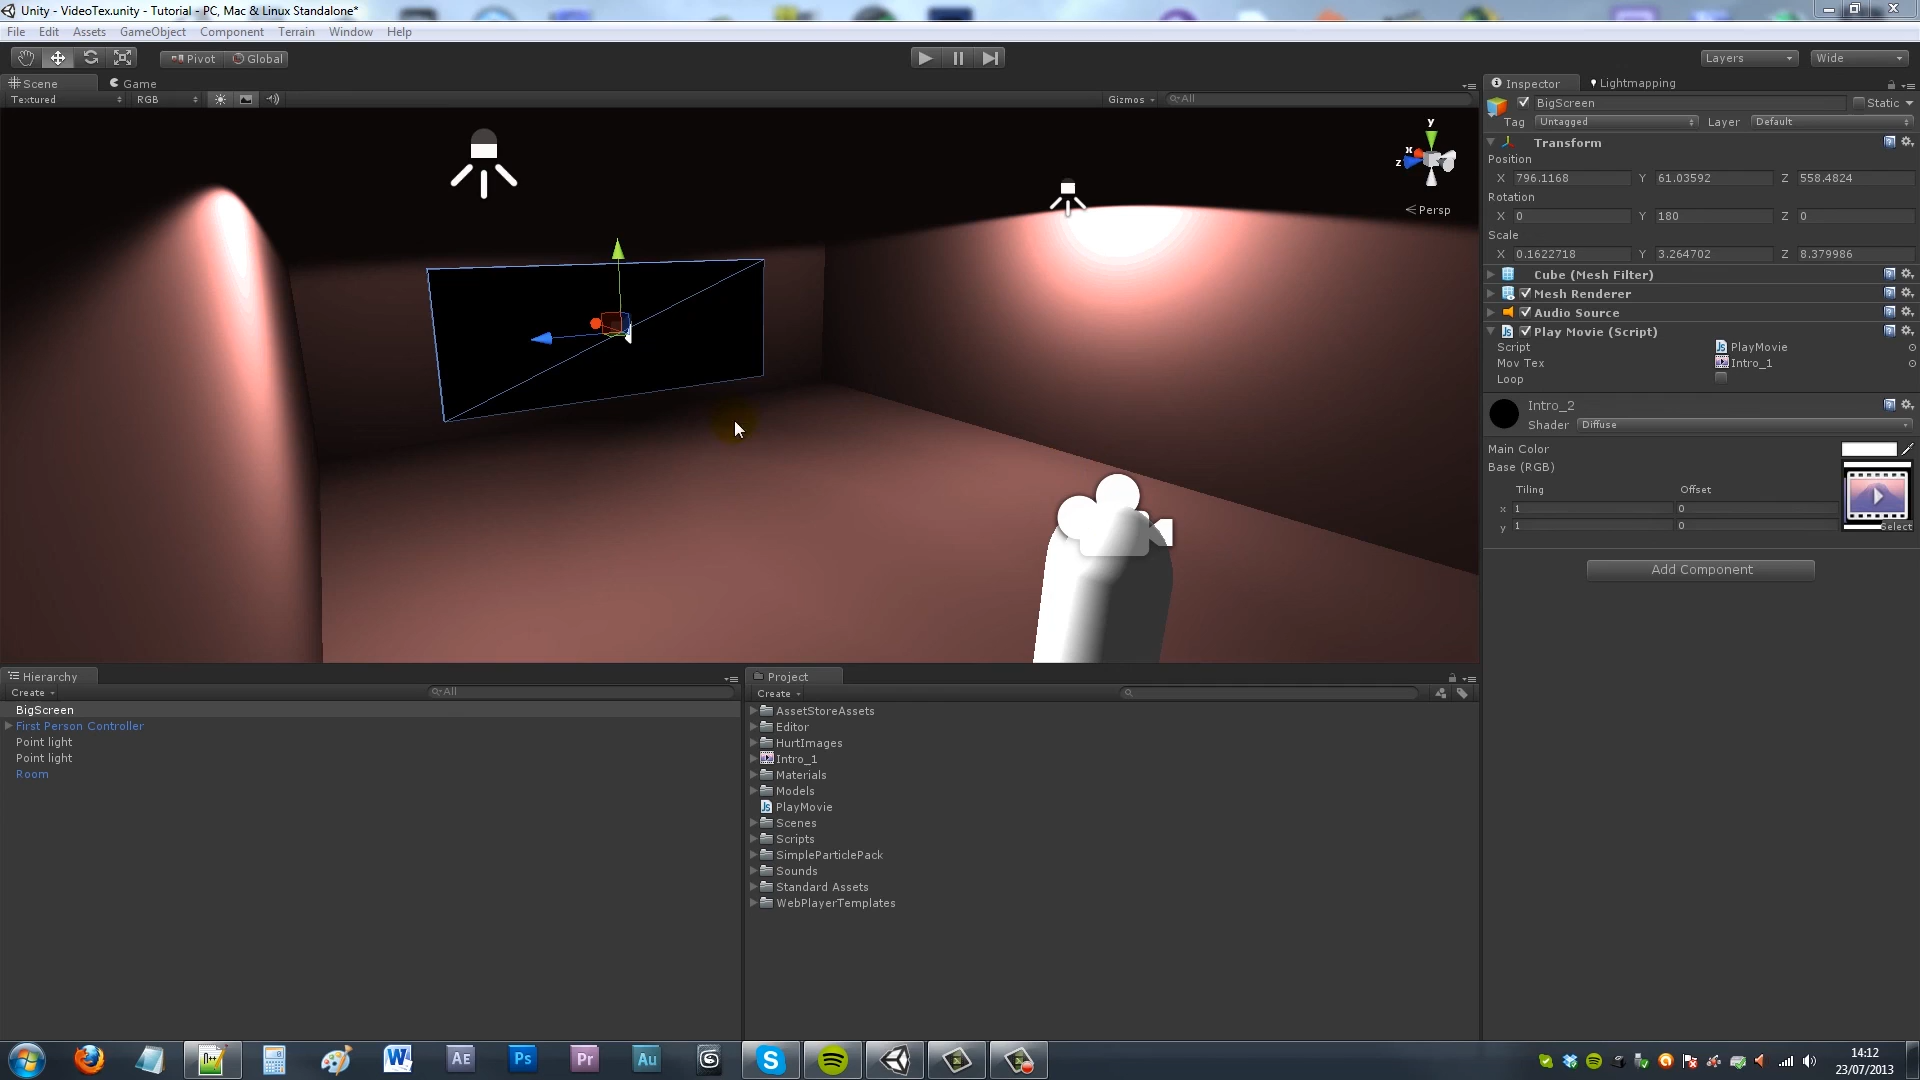 Unity - VideoTex.unity - Tutorial - PC, Mac & Linux Standalone*
File Edit Assets GameObject Component Terrain Window Help
Pivot Global Layers Wide
Scene Game
Textured RGB Gizmos All
y
x
z
Persp
Inspector Lightmapping
BigScreen Static
Tag Untagged Layer Default
Transform
Position
X 796.1168 Y 61.03592 Z 558.4824
Rotation
X 0 Y 180 Z 0
Scale
X 0.1622718 Y 3.264702 Z 8.379986
Cube (Mesh Filter)
Mesh Renderer
Audio Source
Play Movie (Script)
Script PlayMovie
Mov Tex Intro_1
Loop
Intro_2
Shader Diffuse
Main Color
Base (RGB)
Tiling Offset
x 1 0
y 1 0
Select
Add Component
Hierarchy
Create All
BigScreen
First Person Controller
Point light
Point light
Room
Project
Create
AssetStoreAssets
Editor
HurtImages
Intro_1
Materials
Models
PlayMovie
Scenes
Scripts
SimpleParticlePack
Sounds
Standard Assets
WebPlayerTemplates
14:12
23/07/2013